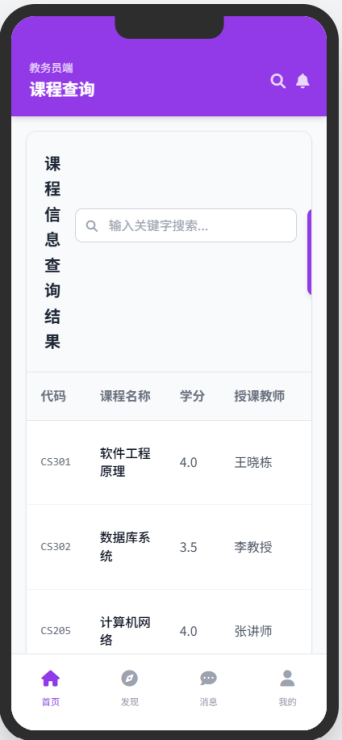 教务员端
课程查询
课
程
信
息
查
询
结
果
输入关键字搜索...
代码 课程名称 学分 授课教师
CS301 软件工程原理 4.0 王晓栋
CS302 数据库系统 3.5 李教授
CS205 计算机网络 4.0 张讲师
首页 发现 消息 我的